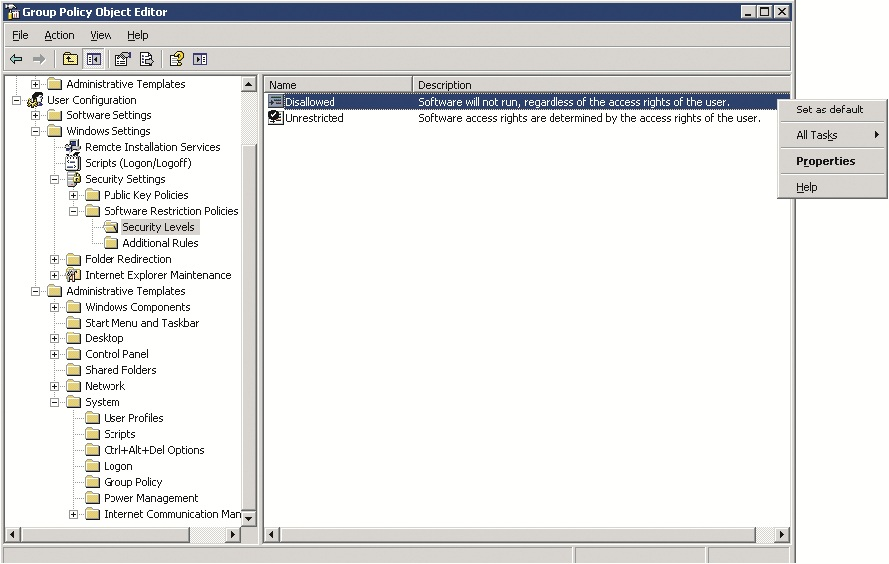 Group Policy Object Editor
File Action View Help
Administrative Templates
User Configuration
Software Settings
Windows Settings
Remote Installation Services
Scripts (Logon/Logoff)
Security Settings
Public Key Policies
Software Restriction Policies
Security Levels
Additional Rules
Folder Redirection
Internet Explorer Maintenance
Administrative Templates
Windows Components
Start Menu and Taskbar
Desktop
Control Panel
Shared Folders
Network
System
User Profiles
Scripts
Ctrl+Alt+Del Options
Logon
Group Policy
Power Management
Internet Communication Man
Name Description
Disallowed Software will not run, regardless of the access rights of the user.
Unrestricted Software access rights are determined by the access rights of the user.
Set as default
All Tasks
Properties
Help